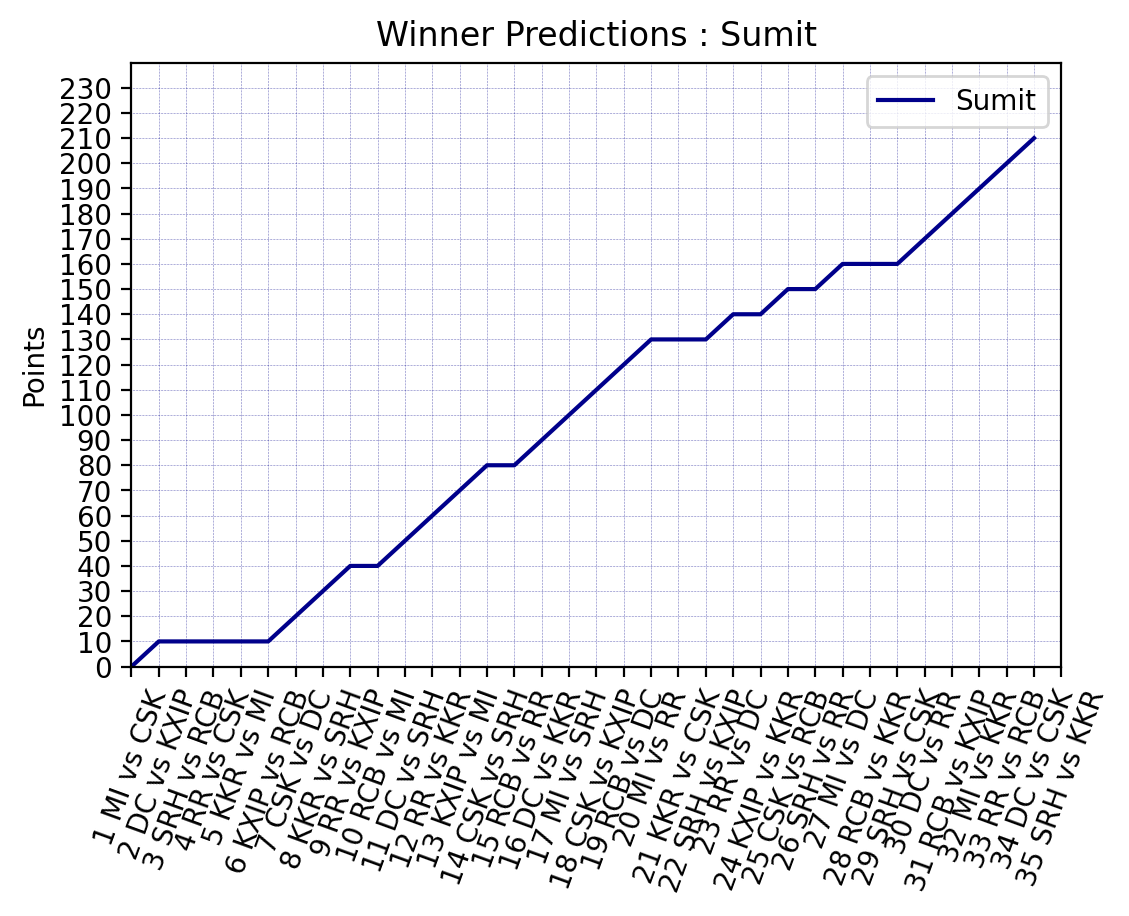 Winner Predictions : Sumit
Sumit
Points
230
220
210
200
190
180
170
160
150
140
130
120
110
100
90
80
70
60
50
40
30
20
10
0
1 MI vs CSK
2 DC vs KXIP
3 SRH vs RCB
4 RR vs CSK
5 KKR vs MI
6 KXIP vs RCB
7 CSK vs DC
8 KKR vs SRH
9 RR vs KXIP
10 RCB vs MI
11 DC vs SRH
12 RR vs KKR
13 KXIP vs MI
14 CSK vs SRH
15 RCB vs RR
16 DC vs KKR
17 MI vs SRH
18 CSK vs KXIP
19 RCB vs DC
20 MI vs RR
21 KKR vs CSK
22 SRH vs KXIP
23 RR vs DC
24 KXIP vs KKR
25 CSK vs RCB
26 SRH vs RR
27 MI vs DC
28 RCB vs KKR
29 SRH vs CSK
30 DC vs RR
31 RCB vs KXIP
32 MI vs KKR
33 RR vs RCB
34 DC vs CSK
35 SRH vs KKR